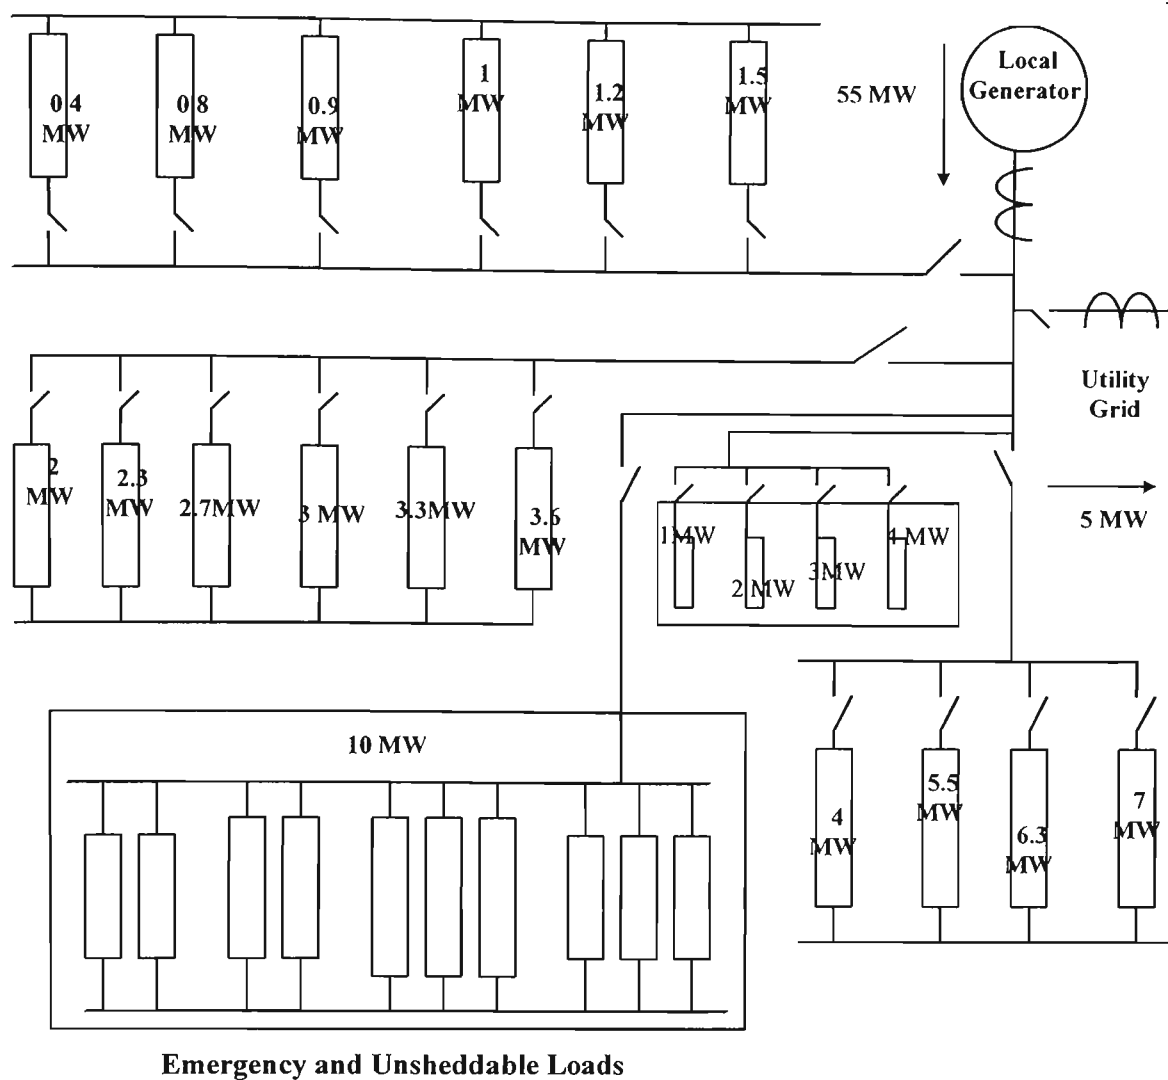 0.4
MW
0.8
MW
0.9
MW
1
MW
1.2
MW
1.5
MW
55 MW
Local
Generator
Utility
Grid
5 MW
2
MW
2.3
MW
2.7MW
3 MW
3.3MW
3.6
MW
1MW
2 MW
3MW
4 MW
10 MW
4
MW
5.5
MW
6.3
MW
7
MW
Emergency and Unsheddable Loads